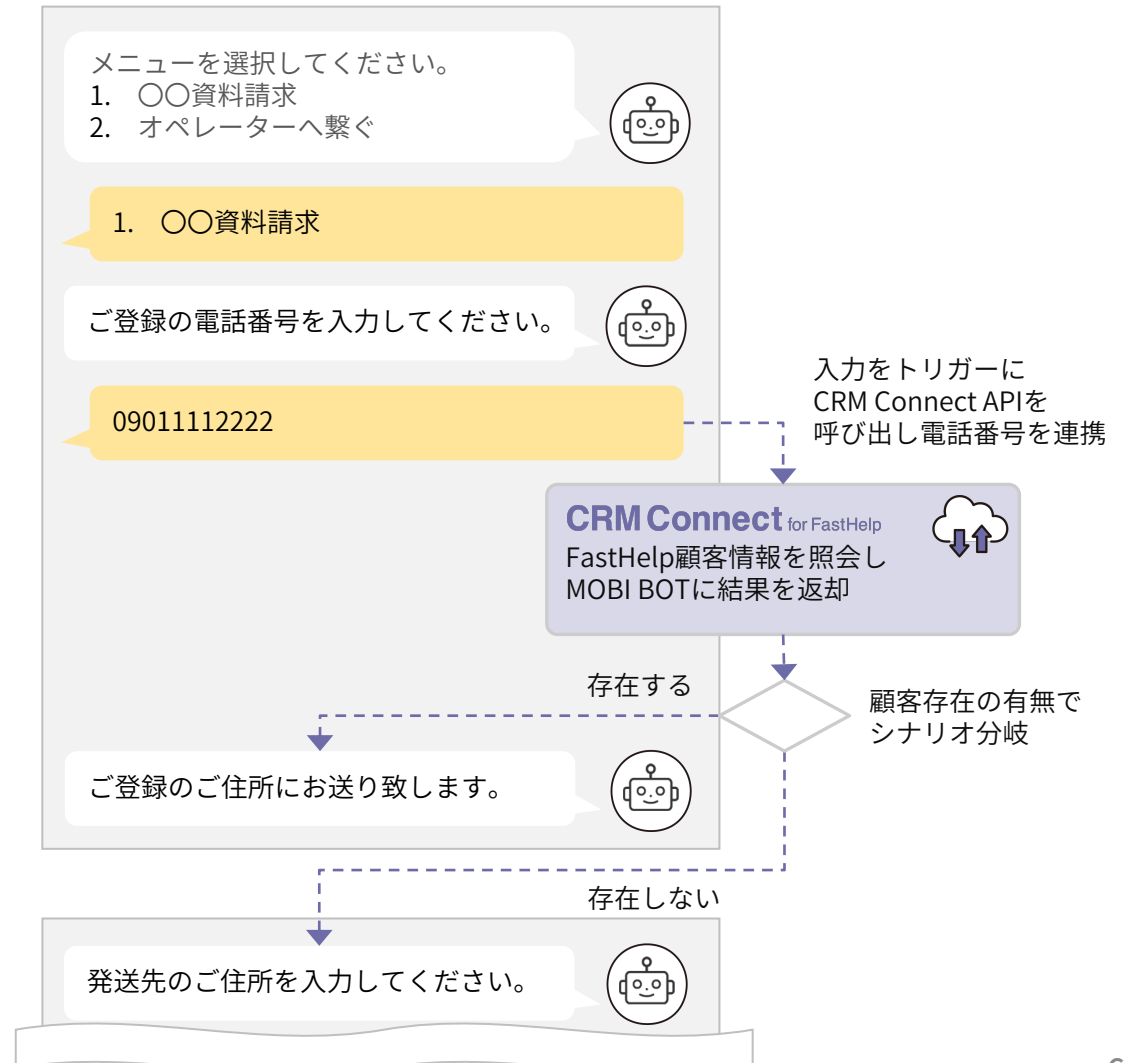 メニューを選択してください。
1. 〇〇資料請求
2. オペレーターへ繋ぐ
1. 〇〇資料請求
ご登録の電話番号を入力してください。
09011112222
入力をトリガーに
CRM Connect APIを
呼び出し電話番号を連携
CRM Connect for FastHelp
FastHelp顧客情報を照会し
MOBI BOTに結果を返却
存在する
顧客存在の有無で
シナリオ分岐
ご登録のご住所にお送り致します。
存在しない
発送先のご住所を入力してください。